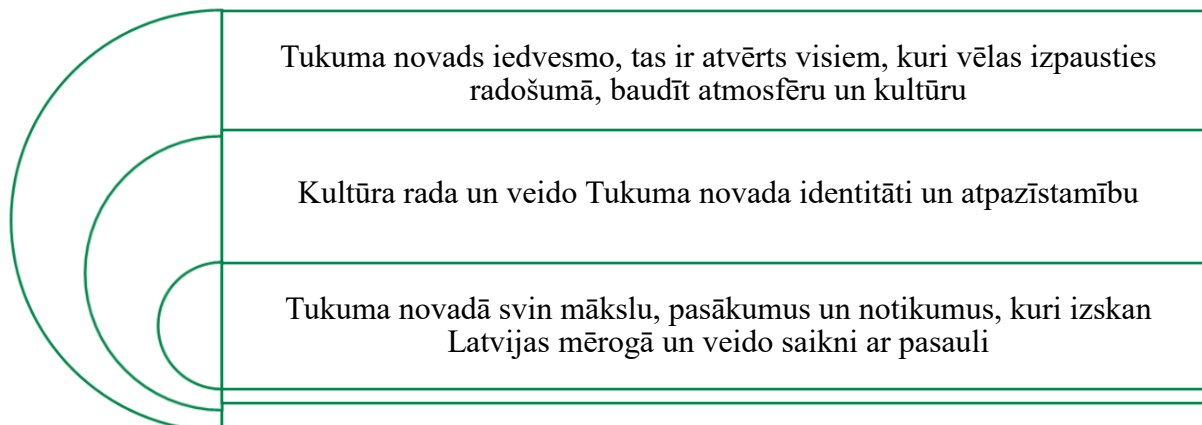 Tukuma novads iedvesmo, tas ir atvērts visiem, kuri vēlas izpausties
radošumā, baudīt atmosfēru un kultūru
Kultūra rada un veido Tukuma novada identitāti un atpazīstamību
Tukuma novadā svin mākslu, pasākumus un notikumus, kuri izskan
Latvijas mērogā un veido saikni ar pasauli